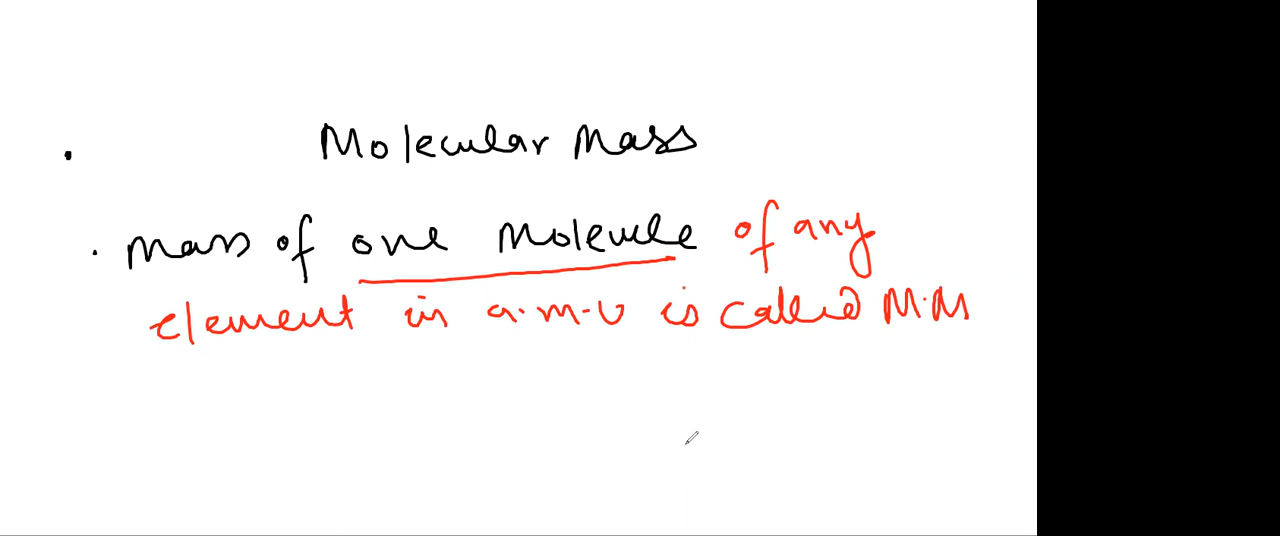 . Molecular Mass
. Mass of one Molecule of any
element in a.m.u is called M.M